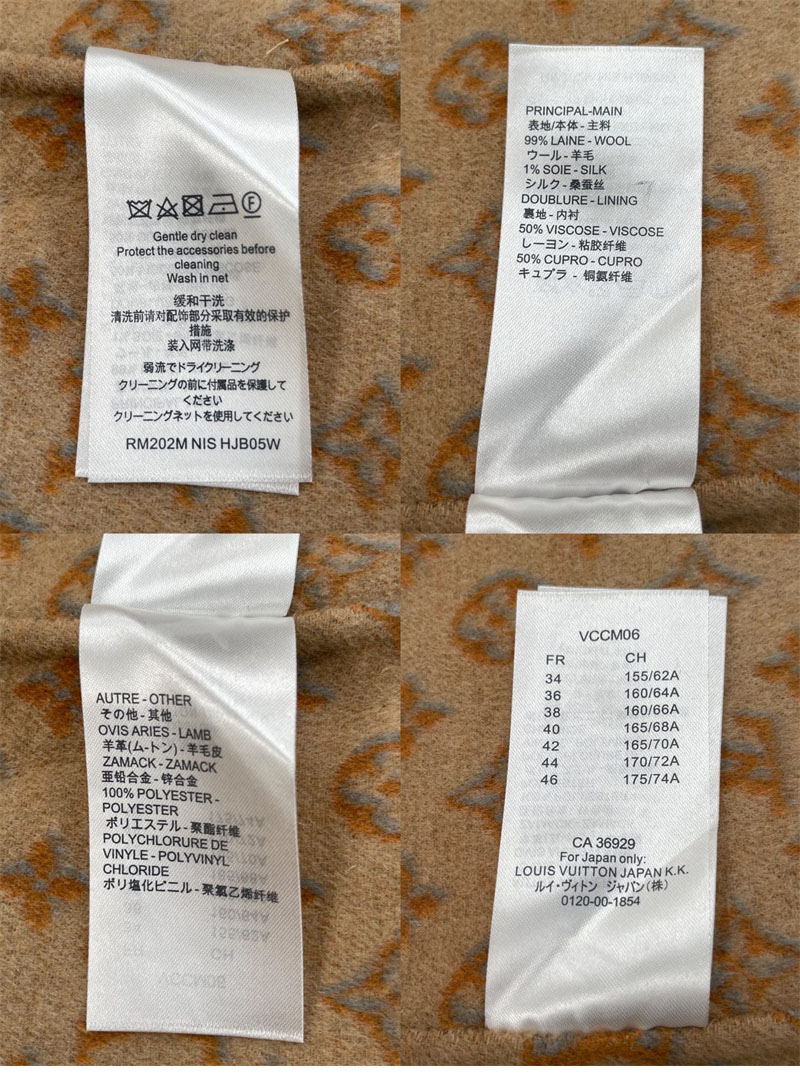 F
Gentle dry clean
Protect the accessories before
cleaning
Wash in net
缓和干洗
清洗前请对配饰部分采取有效的保护
措施
装入网带洗涤
弱流でドライクリーニング
クリーニングの前に付属品を保護して
ください
クリーニングネットを使用してください
RM202M NIS HJB05W
PRINCIPAL-MAIN
表地/本体 - 主料
99% LAINE - WOOL
ウール - 羊毛
1% SOIE - SILK
シルク - 桑蚕丝
DOUBLURE - LINING
裏地 - 内衬
50% VISCOSE - VISCOSE
レーヨン - 粘胶纤维
50% CUPRO - CUPRO
キュプラ - 铜氨纤维
AUTRE - OTHER
その他 - 其他
OVIS ARIES - LAMB
羊革(ムートン) - 羊毛皮
ZAMACK - ZAMACK
亜鉛合金 - 锌合金
100% POLYESTER -
POLYESTER
ポリエステル - 聚酯纤维
POLYCHLORURE DE
VINYLE - POLYVINYL
CHLORIDE
ポリ塩化ビニル - 聚氯乙烯纤维
VCCM06
FR CH
34 155/62A
36 160/64A
38 160/66A
40 165/68A
42 165/70A
44 170/72A
46 175/74A
CA 36929
For Japan only:
LOUIS VUITTON JAPAN K.K.
ルイ・ヴィトン ジャパン(株)
0120-00-1854